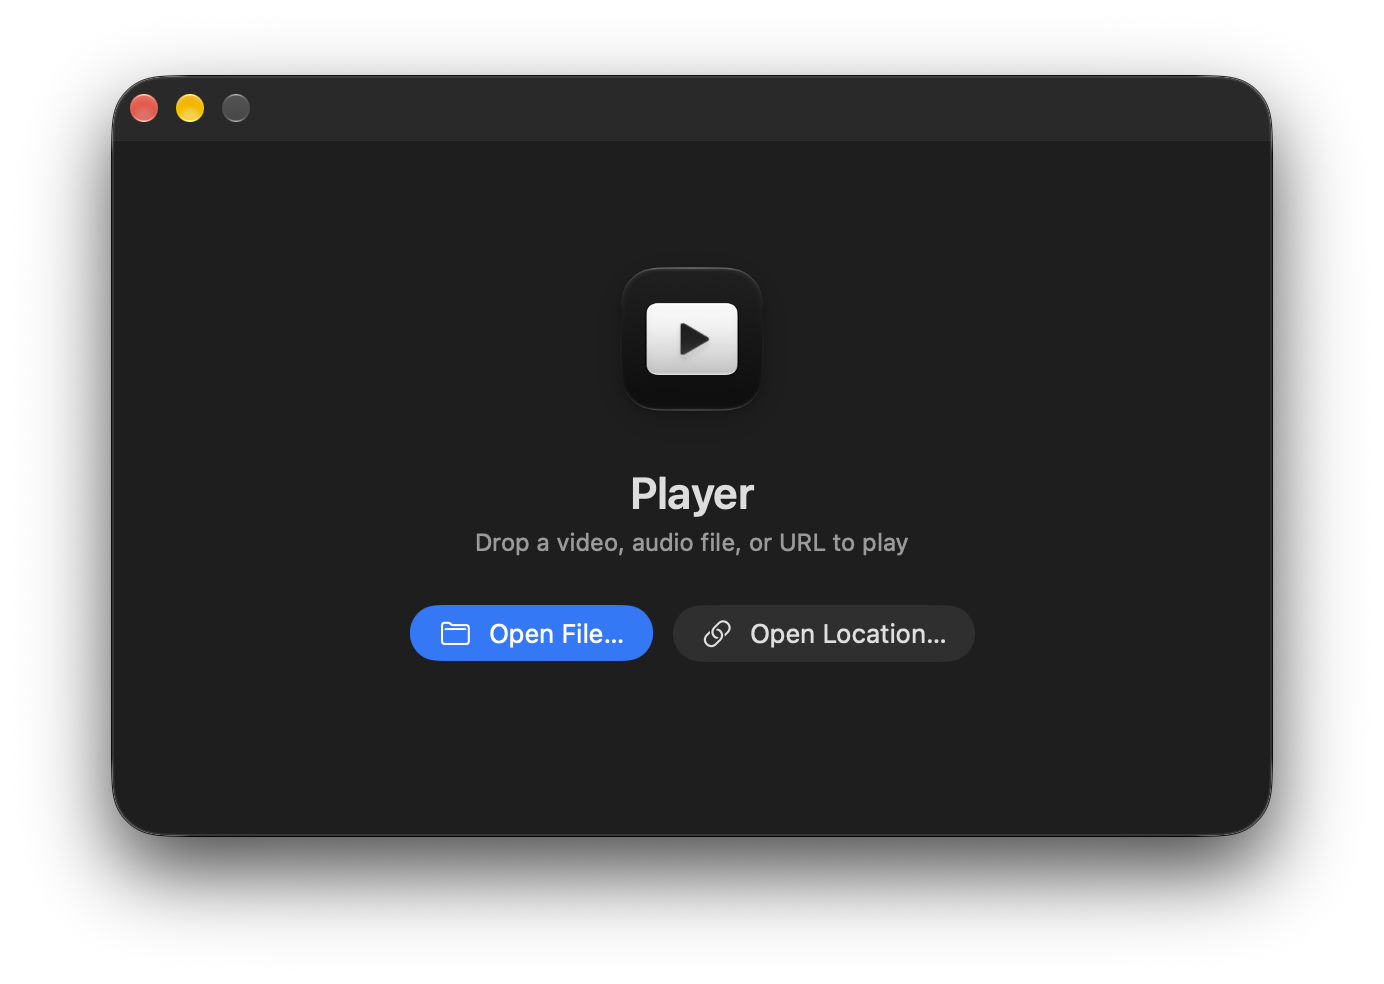 Player
Drop a video, audio file, or URL to play
Open File...
Open Location...